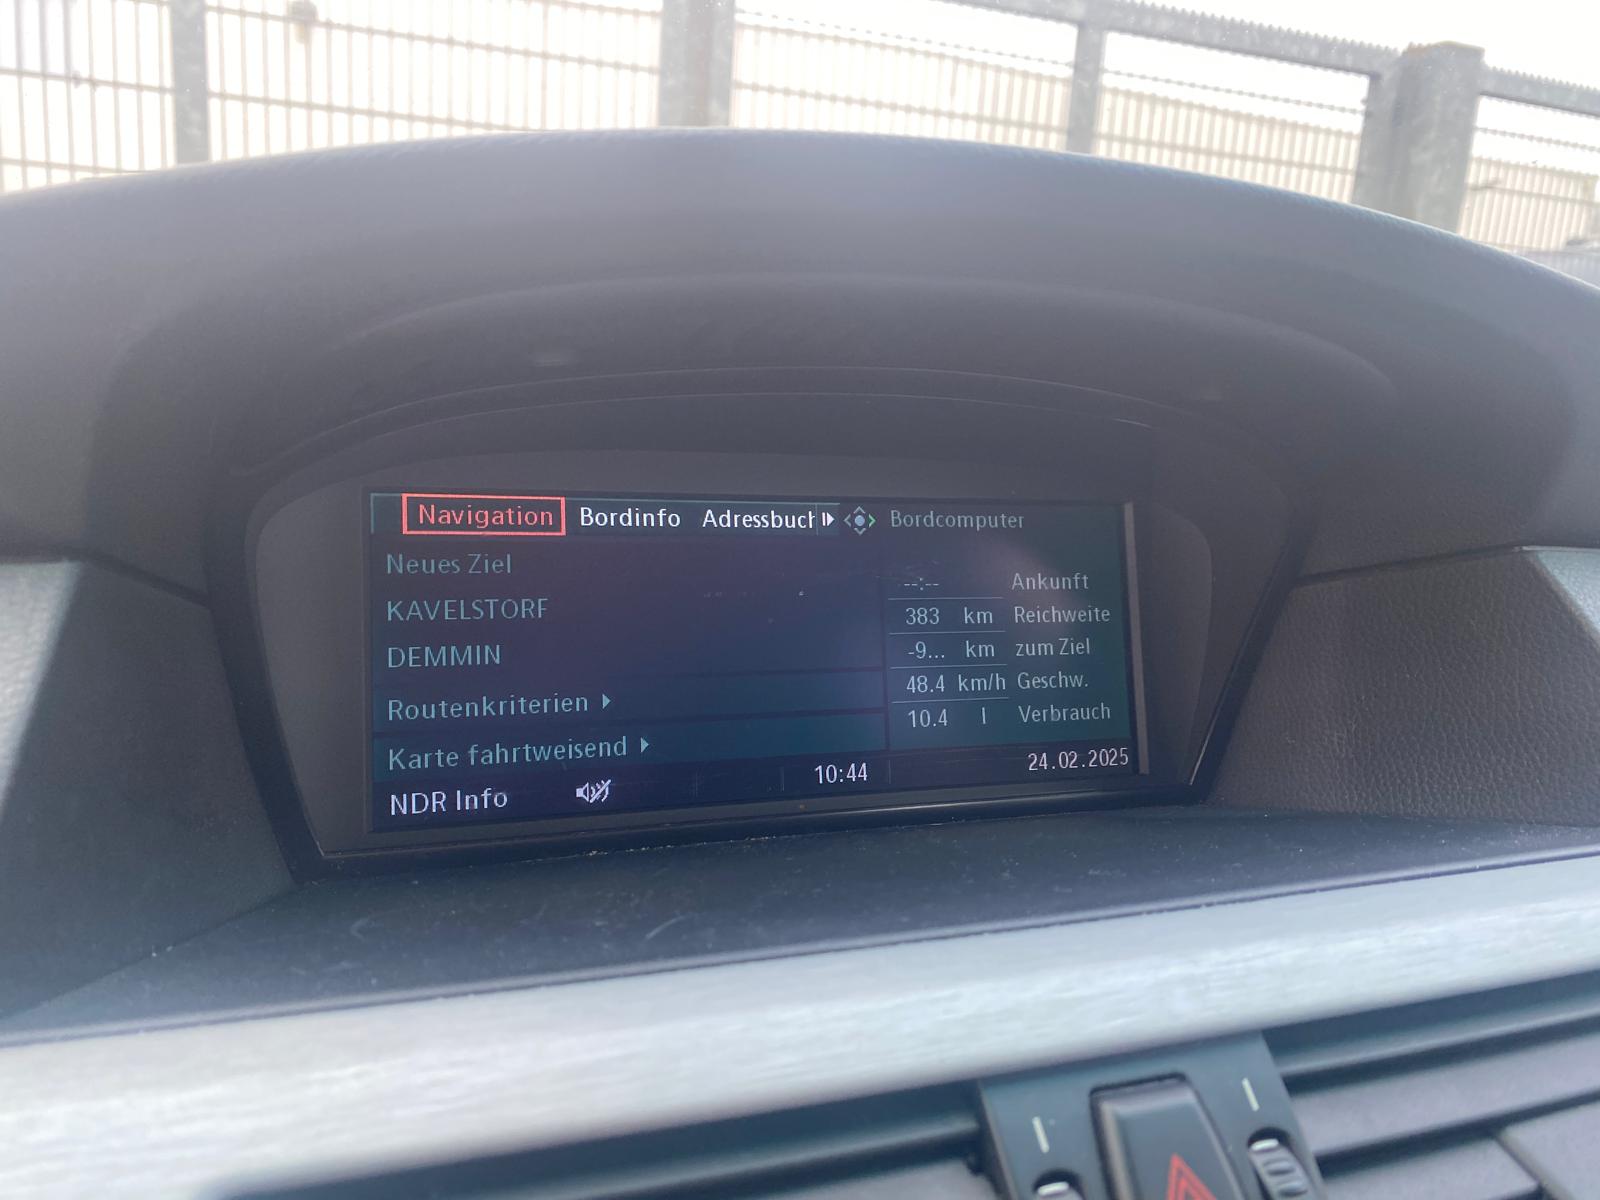 Navigation Bordinfo Adressbuch Bordcomputer
Neues Ziel
KAVELSTORF
DEMMIN
Routenkriterien
Karte fahrtweisend
--:-- Ankunft
383 km Reichweite
-9... km zum Ziel
48.4 km/h Geschw.
10.4 l Verbrauch
NDR Info 10:44 24.02.2025